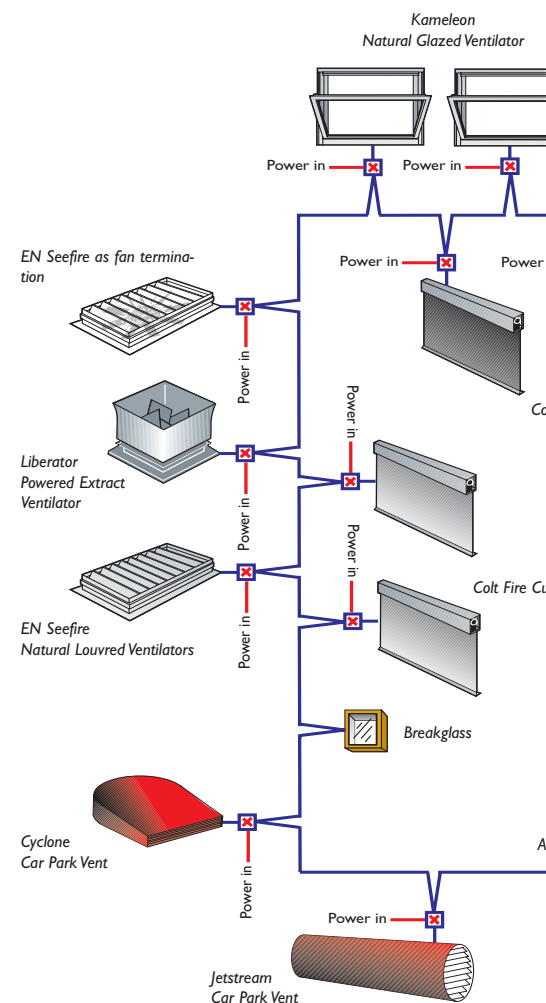 Kameleon
Natural Glazed Ventilator
Power in
Power in
EN Seefire as fan termina-
tion
Power in
Power
Power in
Co
Power in
Liberator
Powered Extract
Ventilator
Power in
Power in
Colt Fire Cu
EN Seefire
Natural Louvred Ventilators
Power in
Breakglass
Cyclone
Car Park Vent
A
Power in
Power in
Jetstream
Car Park Vent